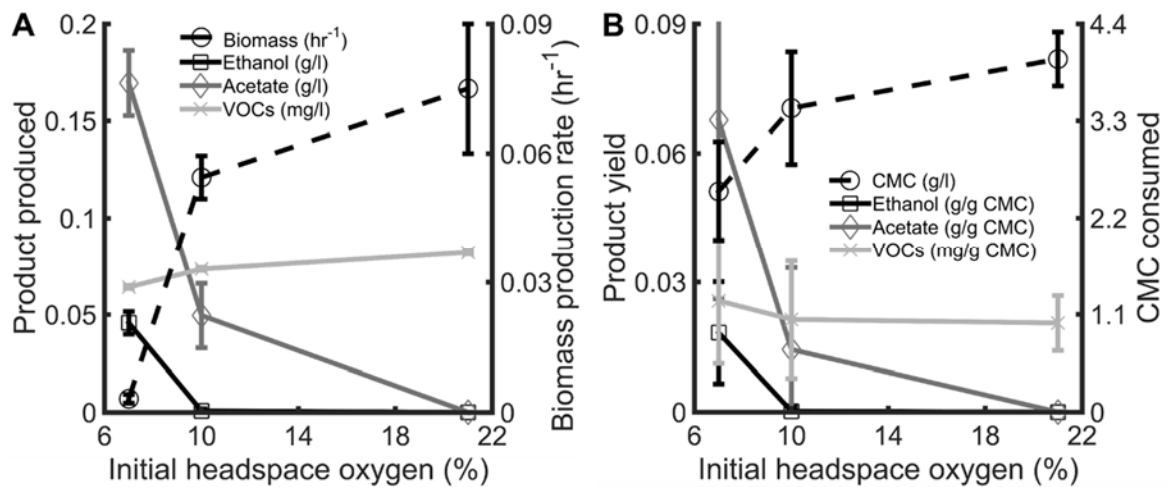 A
Product produced
0.2
0.15
0.1
0.05
0
Biomass (hr⁻¹)
Ethanol (g/l)
Acetate (g/l)
VOCs (mg/l)
0.09
0.06
0.03
0
Biomass production rate (hr⁻¹)
6 10 14 18 22
Initial headspace oxygen (%)
B
Product yield
0.09
0.06
0.03
0
CMC (g/l)
Ethanol (g/g CMC)
Acetate (g/g CMC)
VOCs (mg/g CMC)
4.4
3.3
2.2
1.1
0
CMC consumed
6 10 14 18 22
Initial headspace oxygen (%)